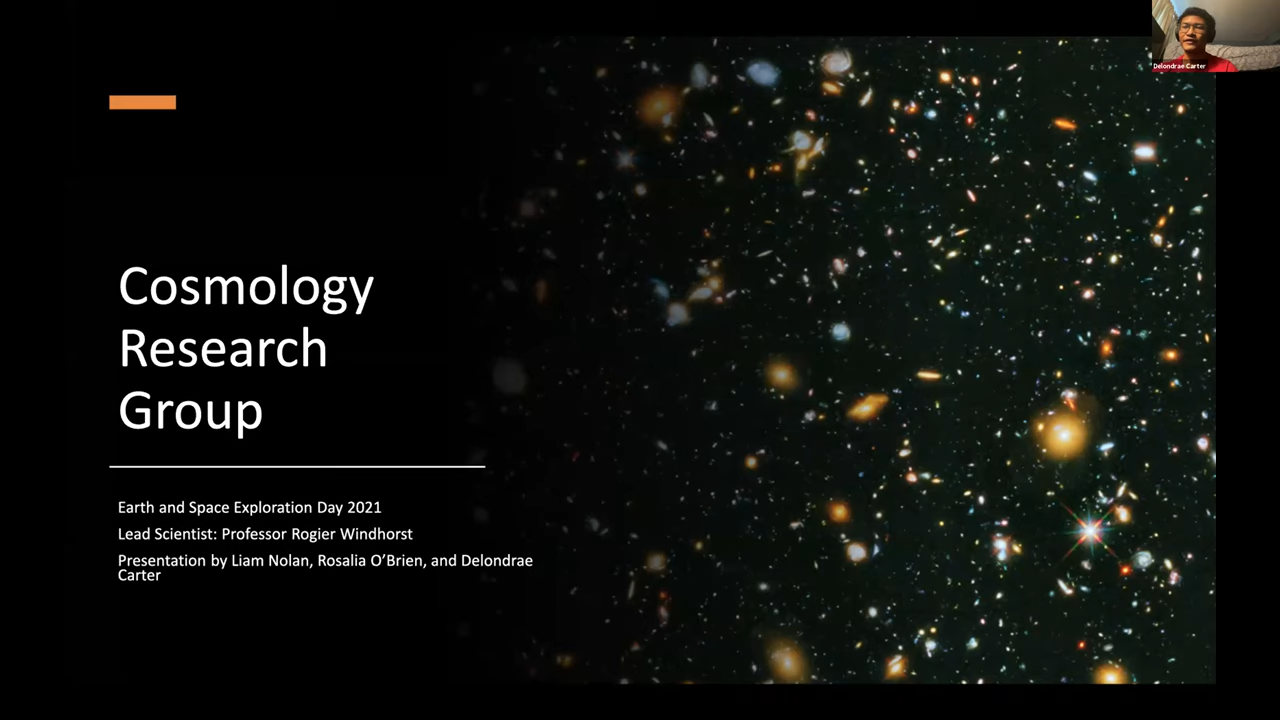 Delondrae Carter
Cosmology
Research
Group
Earth and Space Exploration Day 2021
Lead Scientist: Professor Rogier Windhorst
Presentation by Liam Nolan, Rosalia O’Brien, and Delondrae
Carter